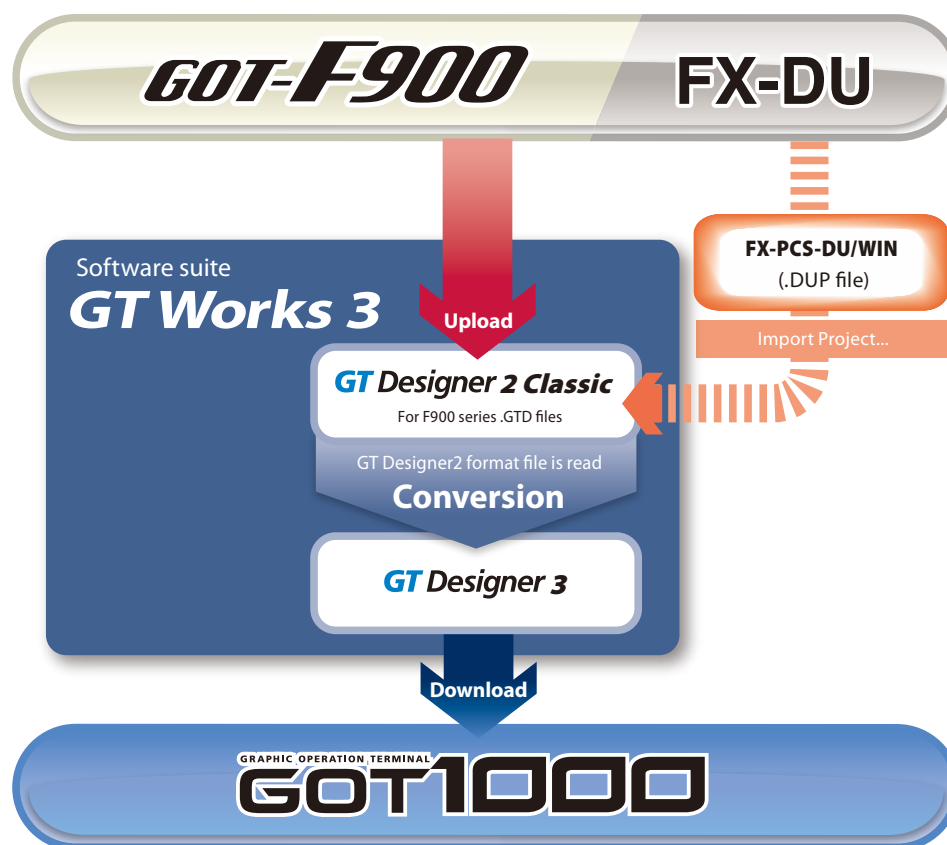 GOT-F900
FX-DU
FX-PCS-DU/WIN
(.DUP file)
Import Project...
Software suite
GT Works 3
Upload
GT Designer 2 Classic
For F900 series .GTD files
GT Designer2 format file is read
Conversion
GT Designer 3
Download
GRAPHIC OPERATION TERMINAL
GOT1000